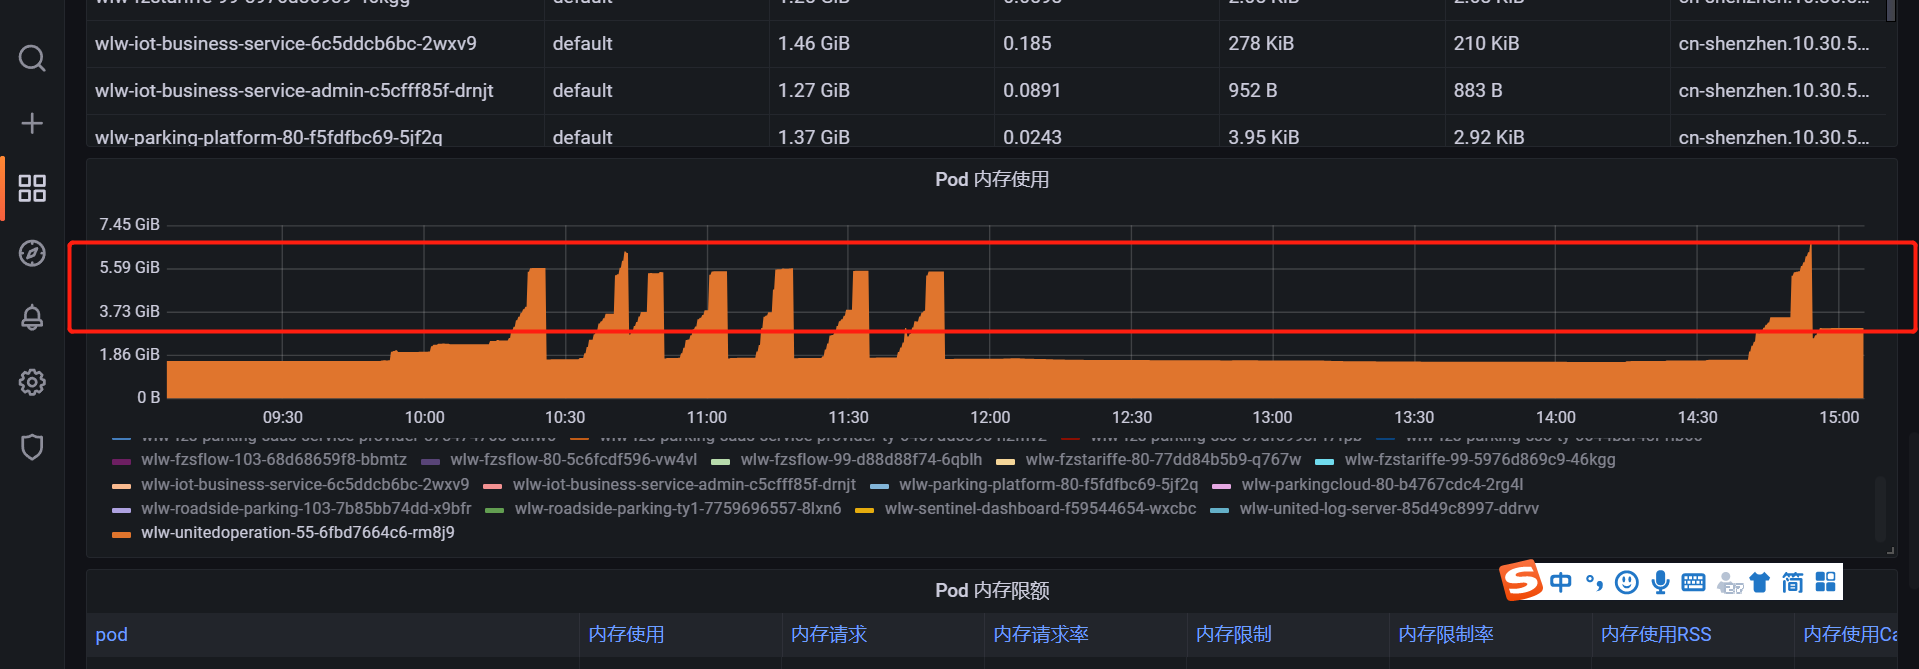 wlw-fzstariffe-99-5976d869c9-46kgg default 0.0895
wlw-iot-business-service-6c5ddcb6bc-2wxv9 default 1.46 GiB 0.185 278 KiB 210 KiB cn-shenzhen.10.30.5...
wlw-iot-business-service-admin-c5cfff85f-drnjt default 1.27 GiB 0.0891 952 B 883 B cn-shenzhen.10.30.5...
wlw-parking-platform-80-f5fdfbc69-5jf2q default 1.37 GiB 0.0243 3.95 KiB 2.92 KiB cn-shenzhen.10.30.5...
Pod 内存使用
7.45 GiB
5.59 GiB
3.73 GiB
1.86 GiB
0 B
09:30 10:00 10:30 11:00 11:30 12:00 12:30 13:00 13:30 14:00 14:30 15:00
wlw-fzsflow-103-68d68659f8-bbmtz wlw-fzsflow-80-5c6fcdf596-vw4vl wlw-fzsflow-99-d88d88f74-6qblh wlw-fzstariffe-80-77dd84b5b9-q767w wlw-fzstariffe-99-5976d869c9-46kgg
wlw-iot-business-service-6c5ddcb6bc-2wxv9 wlw-iot-business-service-admin-c5cfff85f-drnjt wlw-parking-platform-80-f5fdfbc69-5jf2q wlw-parkingcloud-80-b4767cdc4-2rg4l
wlw-roadside-parking-103-7b85bb74dd-x9bfr wlw-roadside-parking-ty1-7759696557-8lxn6 wlw-sentinel-dashboard-f59544654-wxcbc wlw-united-log-server-85d49c8997-ddrvv
wlw-unitedoperation-55-6fbd7664c6-rm8j9
S 中 °, 简
Pod 内存限额
pod 内存使用 内存请求 内存请求率 内存限制 内存限制率 内存使用RSS 内存使用Ca